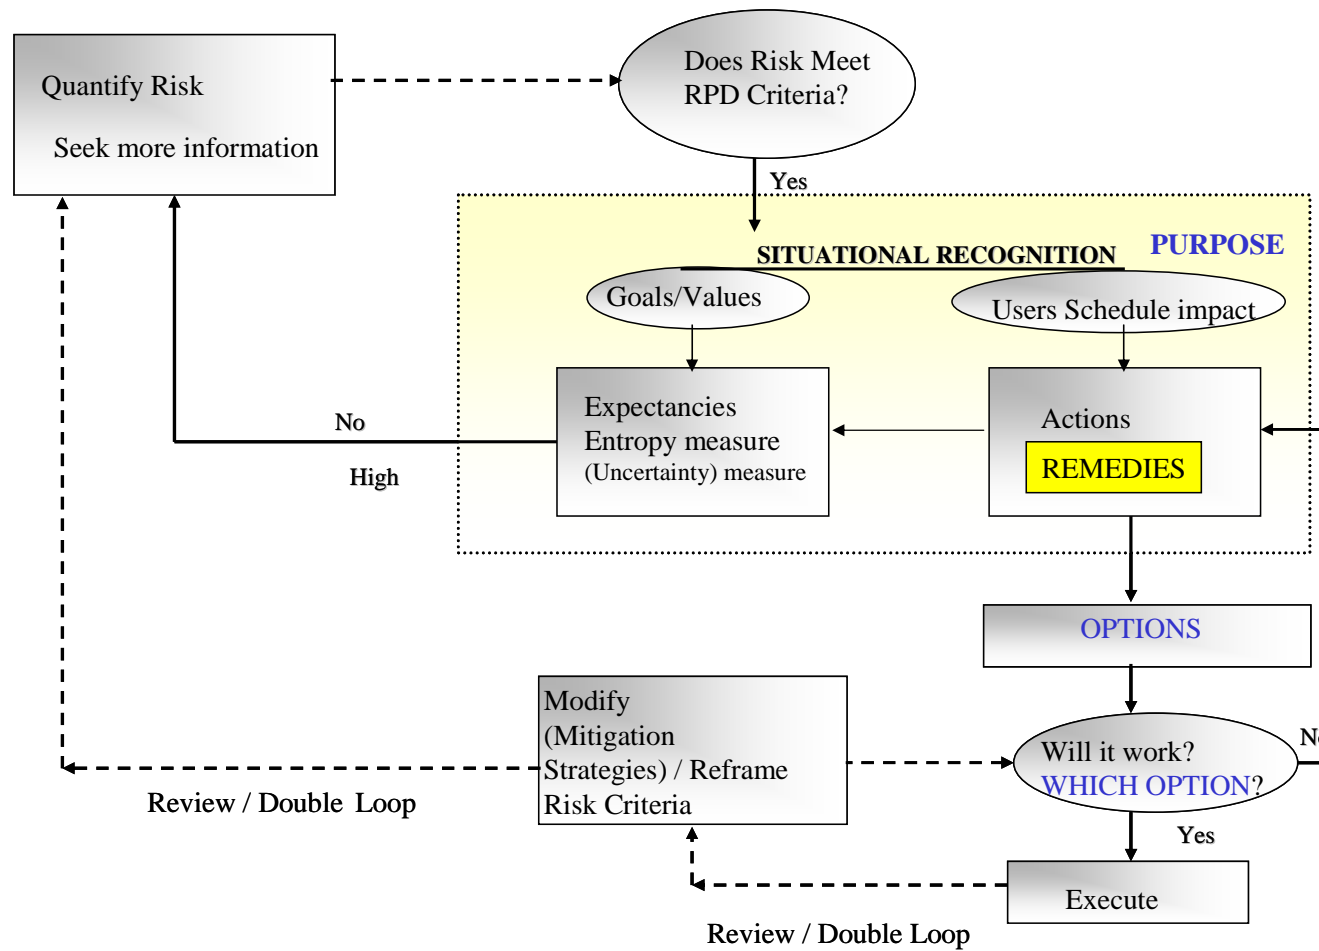 Quantify Risk
Seek more information
Does Risk Meet
RPD Criteria?
Yes
SITUATIONAL RECOGNITION
PURPOSE
Goals/Values
Users Schedule impact
Expectancies
Entropy measure
(Uncertainty) measure
Actions
REMEDIES
No
High
OPTIONS
Modify
(Mitigation
Strategies) / Reframe
Risk Criteria
Will it work?
WHICH OPTION?
No
Review / Double Loop
Yes
Execute
Review / Double Loop